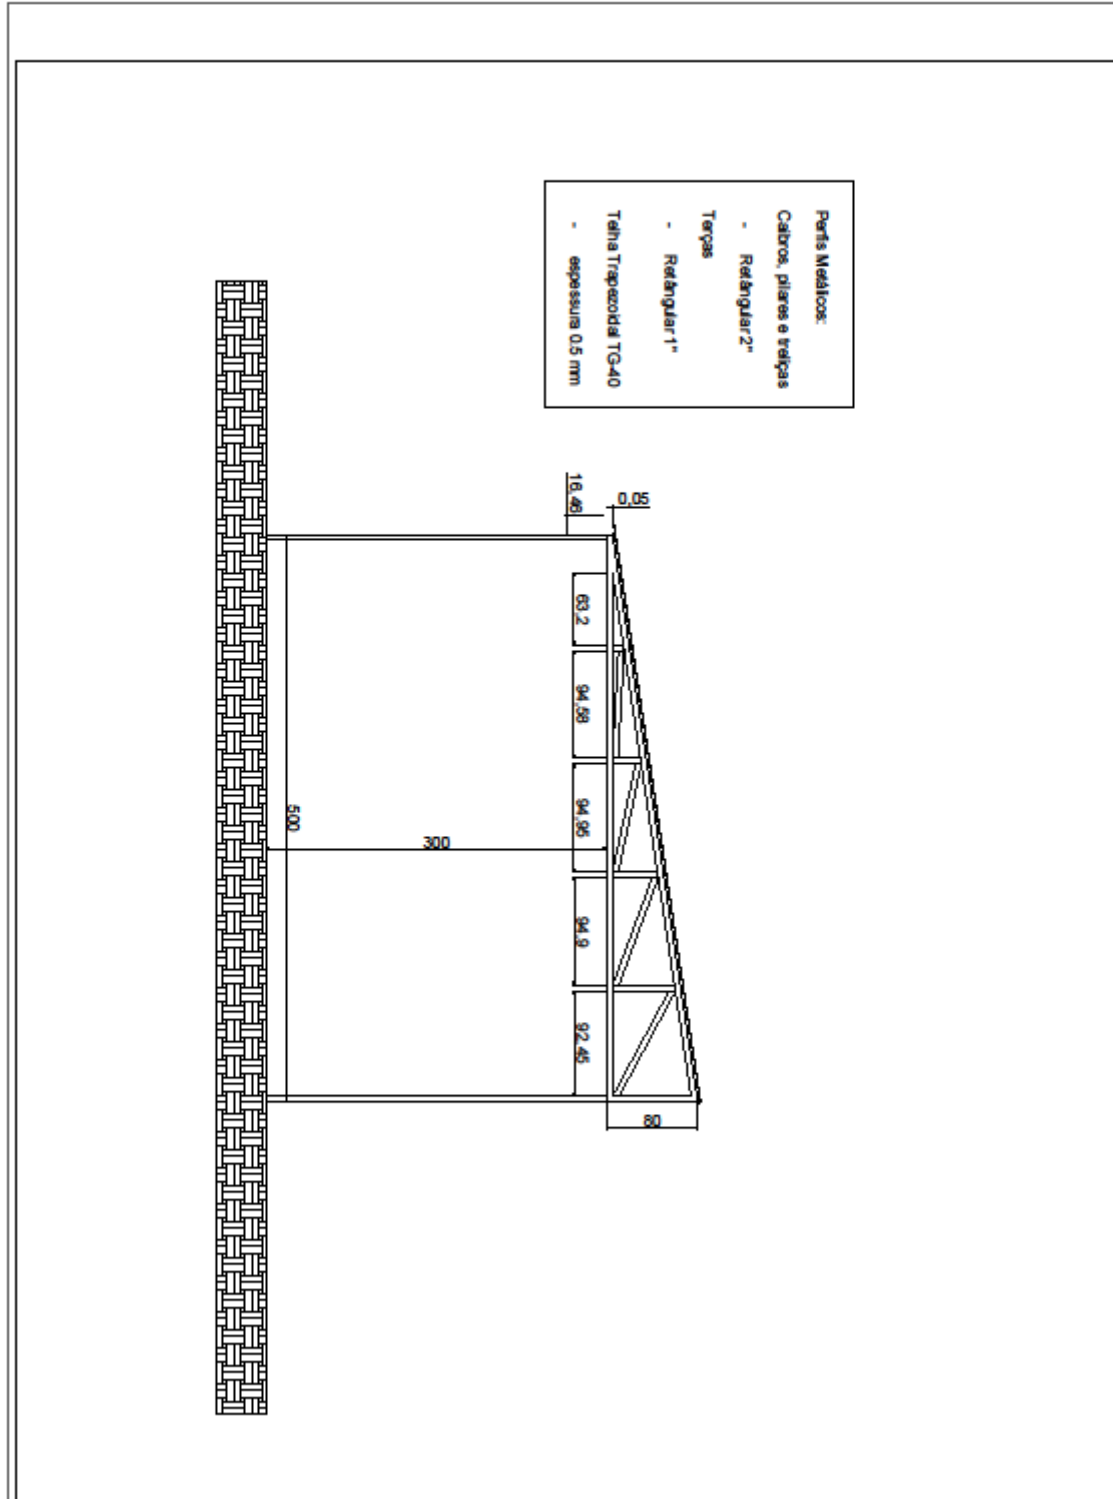 Perfis Metálicos:
Caibros, pilares e treliças
- Retângular 2"
Terças
- Retângular 1"
Telha Trapezoidal TG-40
- espessura 0.5 mm
16,46
0,05
63,2
94,58
94,95
94,9
92,45
500
300
80